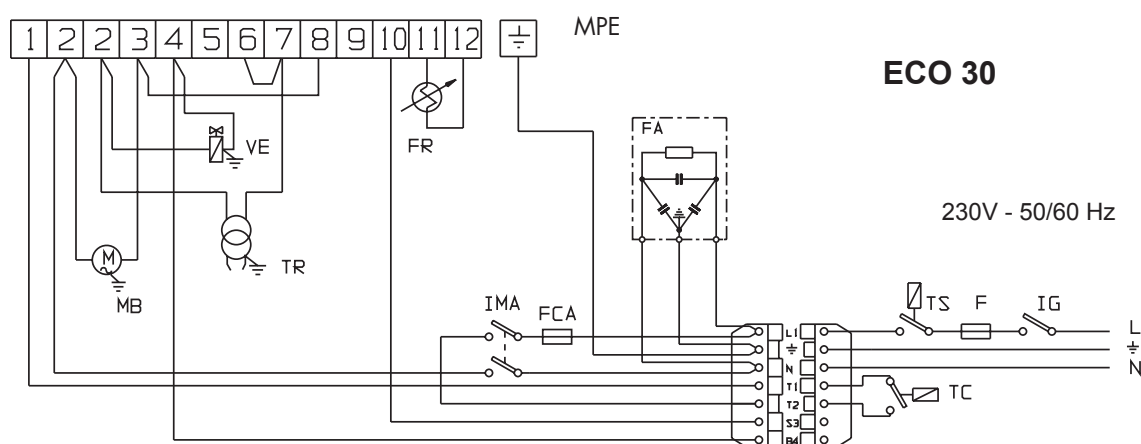 1 2 2 3 4 5 6 7 8 9 10 11 12
MPE
ECO 30
FR
VE
TR
M
MB
FA
230V - 50/60 Hz
IMA
FCA
TS
F
IG
L1
L
N
N
T1
TC
T2
S3
B4